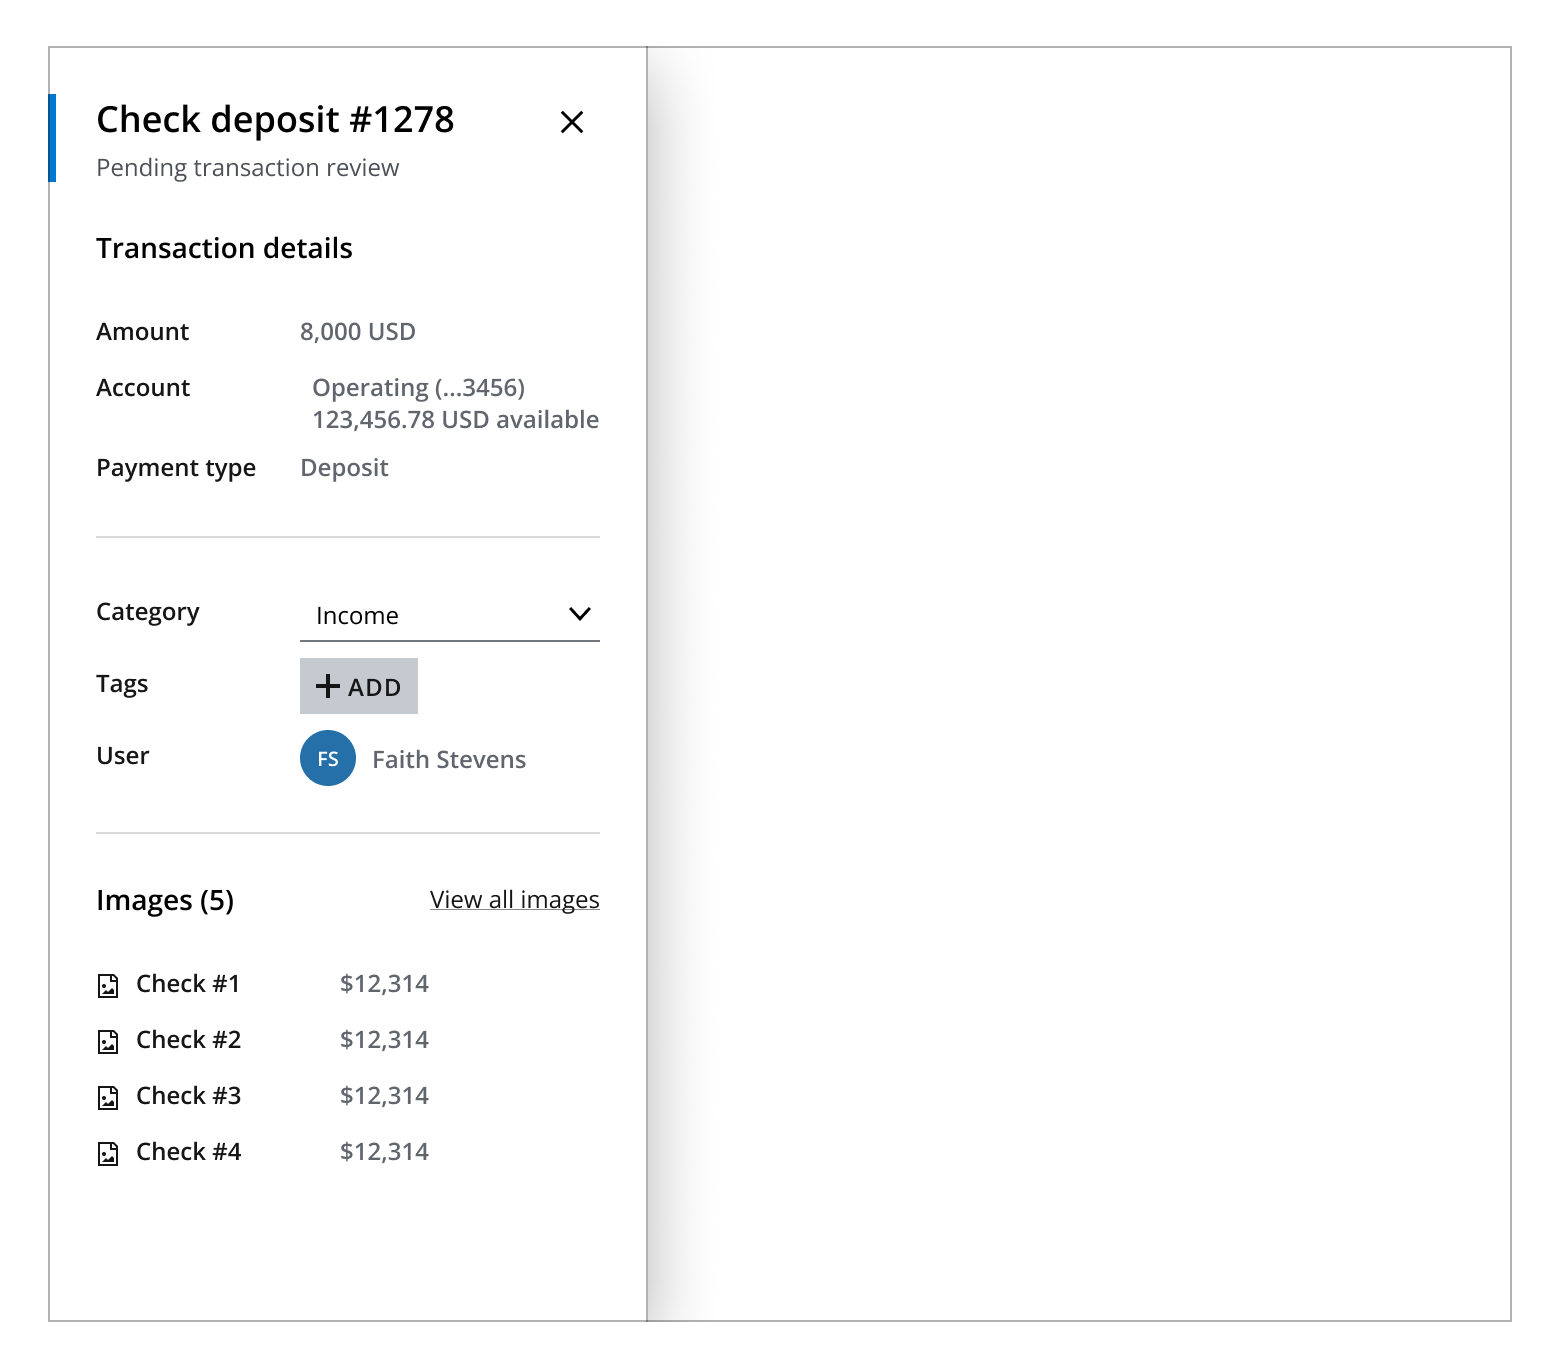 Check deposit #1278
Pending transaction review
Transaction details
Amount 8,000 USD
Account Operating (...3456)
123,456.78 USD available
Payment type Deposit
Category Income
Tags ADD
User FS Faith Stevens
Images (5) View all images
Check #1 $12,314
Check #2 $12,314
Check #3 $12,314
Check #4 $12,314